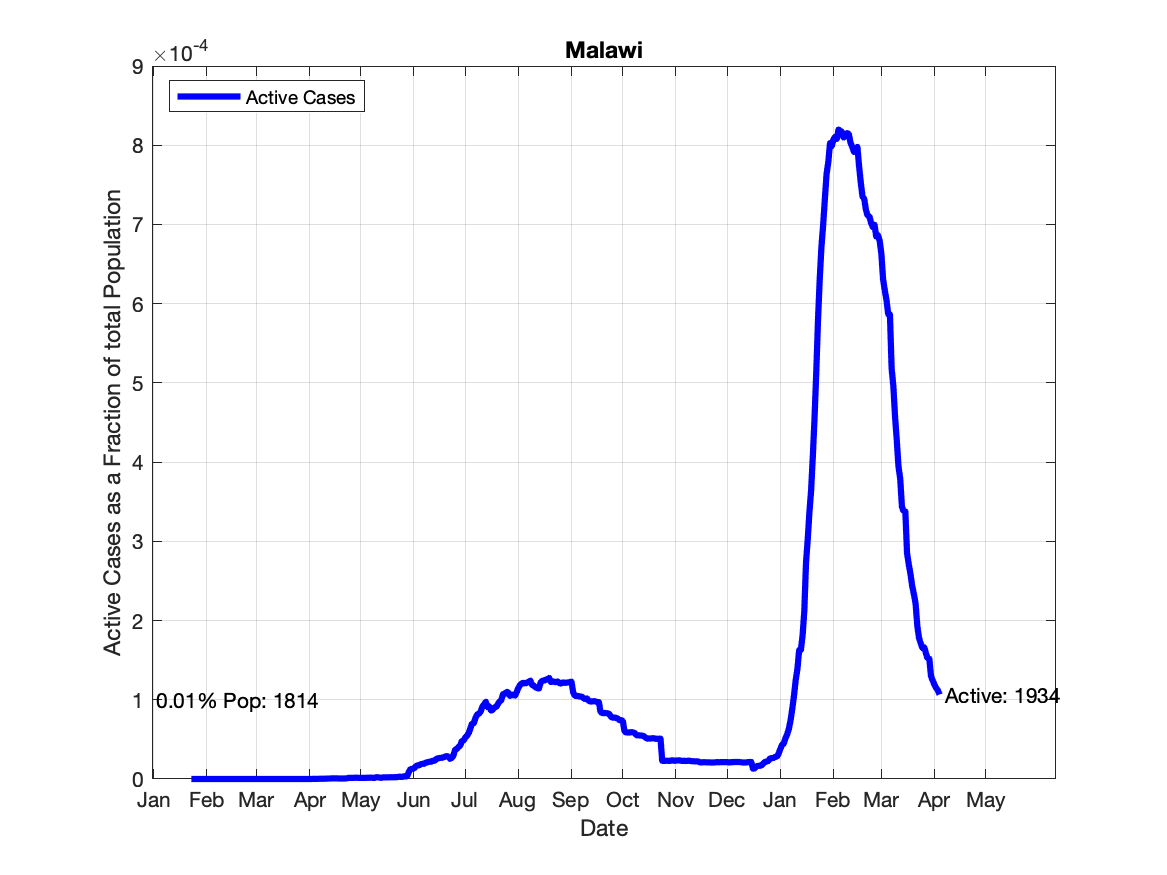 Malawi
×10-4
9
8
7
6
5
4
3
2
1
0
Active Cases as a Fraction of total Population
Active Cases
0.01% Pop: 1814
Active: 1934
Jan Feb Mar Apr May Jun Jul Aug Sep Oct Nov Dec Jan Feb Mar Apr May
Date